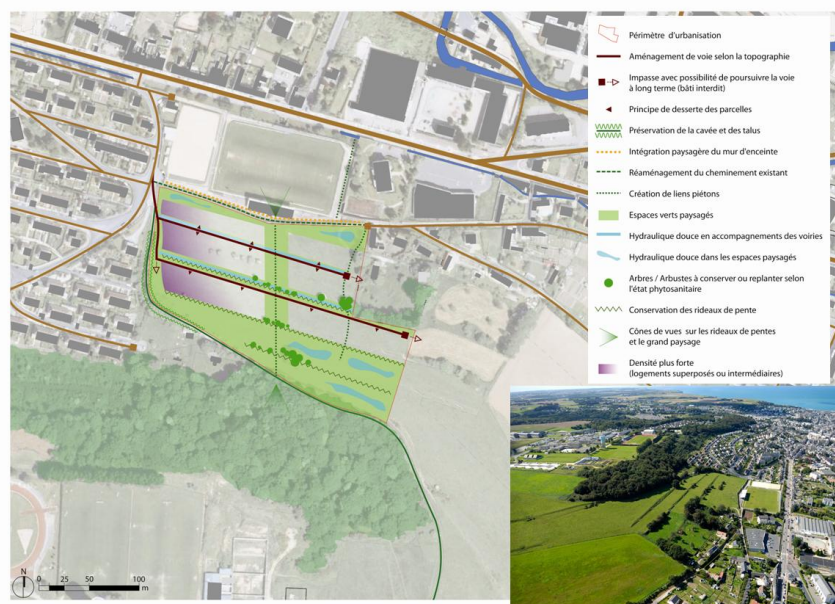 Périmètre d'urbanisation
Aménagement de voie selon la topographie
Impasse avec possibilité de poursuivre la voie
à long terme (bâti interdit)
Principe de desserte des parcelles
Préservation de la cavée et des talus
Intégration paysagère du mur d'enceinte
Réaménagement du cheminement existant
Création de liens piétons
Espaces verts paysagés
Hydraulique douce en accompagnements des voiries
Hydraulique douce dans les espaces paysagés
Arbres / Arbustes à conserver ou replanter selon
l'état phytosanitaire
Conservation des rideaux de pente
Cônes de vues sur les rideaux de pentes
et le grand paysage
Densité plus forte
(logements superposés ou intermédiaires)
N
0 25 50 100
m